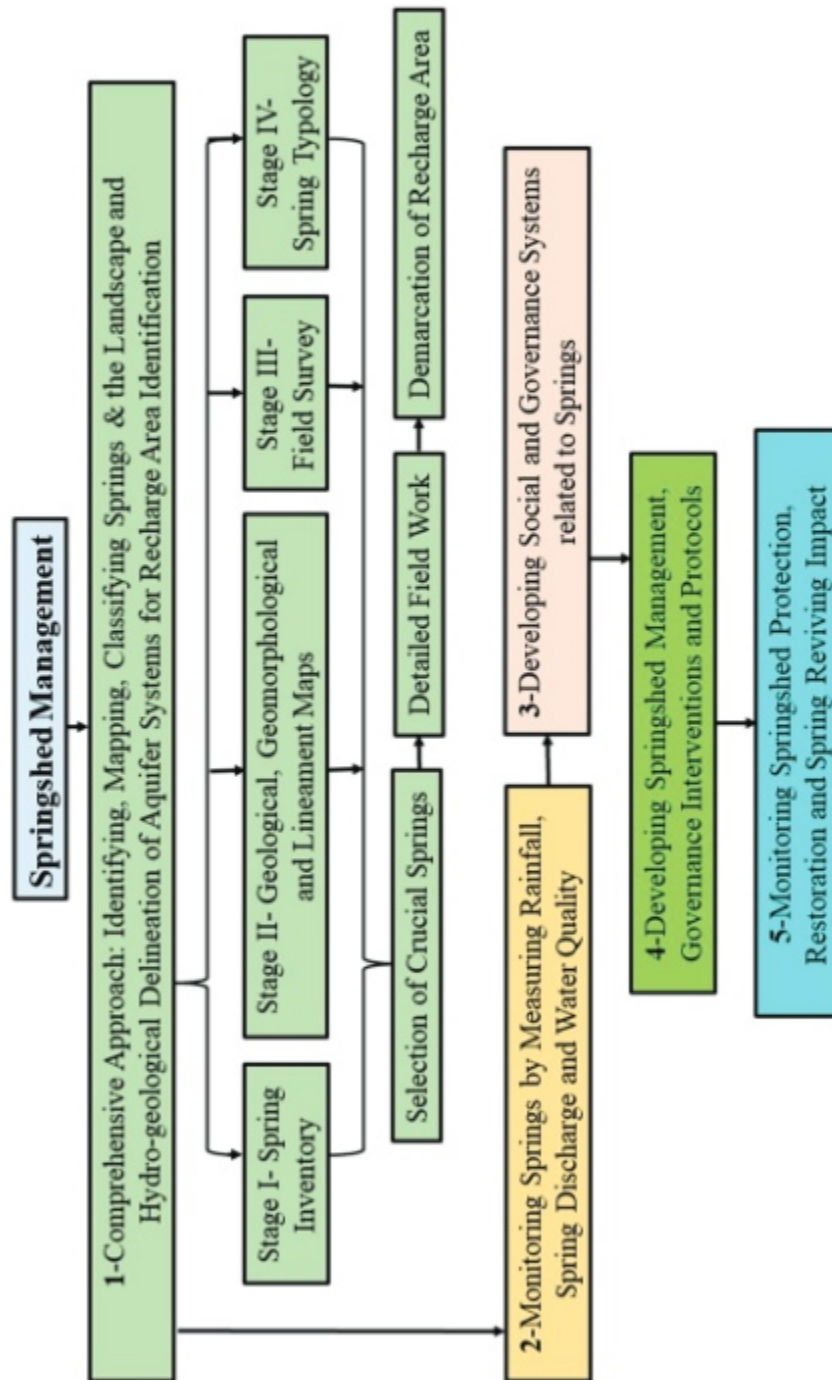 Springshed Management
1-Comprehensive Approach: Identifying, Mapping, Classifying Springs & the Landscape and
Hydro-geological Delineation of Aquifer Systems for Recharge Area Identification
Stage I- Spring
Inventory
Stage II- Geological, Geomorphological
and Lineament Maps
Stage III-
Field Survey
Stage IV-
Spring Typology
Selection of Crucial Springs
Detailed Field Work
Demarcation of Recharge Area
2-Monitoring Springs by Measuring Rainfall,
Spring Discharge and Water Quality
3-Developing Social and Governance Systems
related to Springs
4-Developing Springshed Management,
Governance Interventions and Protocols
5-Monitoring Springshed Protection,
Restoration and Spring Reviving Impact